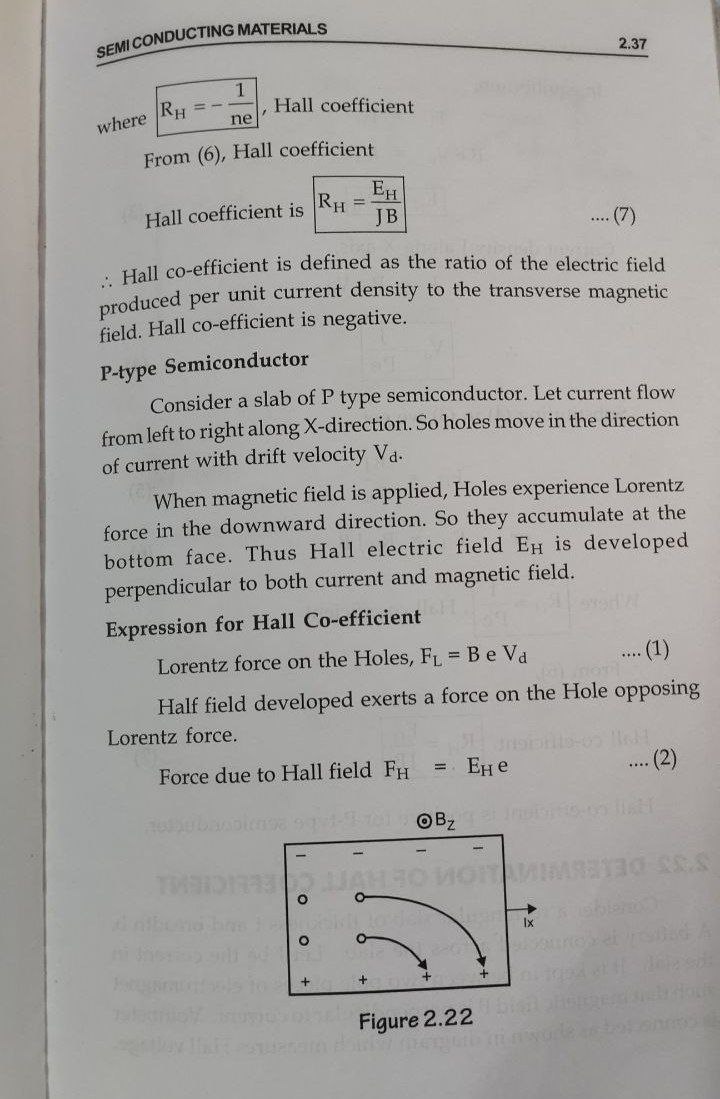 SEMI CONDUCTING MATERIALS 2.37
where R_H = - 1/ne , Hall coefficient
From (6), Hall coefficient
Hall coefficient is R_H = E_H/JB .... (7)
∴ Hall co-efficient is defined as the ratio of the electric field
produced per unit current density to the transverse magnetic
field. Hall co-efficient is negative.
P-type Semiconductor
Consider a slab of P type semiconductor. Let current flow
from left to right along X-direction. So holes move in the direction
of current with drift velocity V_d.
When magnetic field is applied, Holes experience Lorentz
force in the downward direction. So they accumulate at the
bottom face. Thus Hall electric field E_H is developed
perpendicular to both current and magnetic field.
Expression for Hall Co-efficient
Lorentz force on the Holes, F_L = B e V_d .... (1)
Half field developed exerts a force on the Hole opposing
Lorentz force.
Force due to Hall field F_H = E_H e .... (2)
⊙B_Z
– – – –
Ix
+ + + +
Figure 2.22